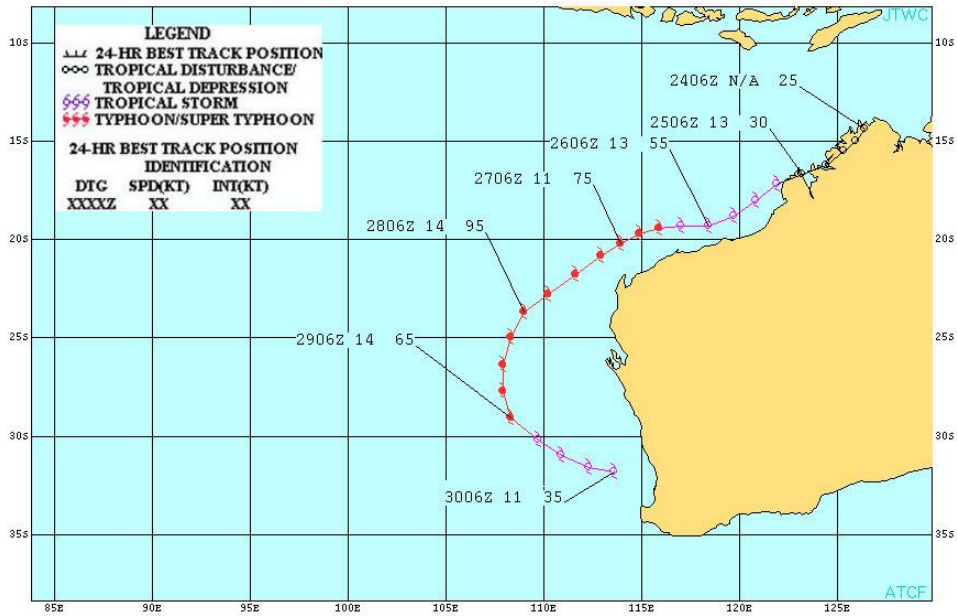 JTWC
LEGEND
24-HR BEST TRACK POSITION
TROPICAL DISTURBANCE/
TROPICAL DEPRESSION
TROPICAL STORM
TYPHOON/SUPER TYPHOON
24-HR BEST TRACK POSITION
IDENTIFICATION
DTG SPD(KT) INT(KT)
XXXXZ XX XX
10S 10S
2406Z N/A 25
2506Z 13 30
15S 15S
2606Z 13 55
2706Z 11 75
2806Z 14 95
20S 20S
25S 25S
2906Z 14 65
30S 30S
3006Z 11 35
35S 35S
ATCF
85E 90E 95E 100E 105E 110E 115E 120E 125E